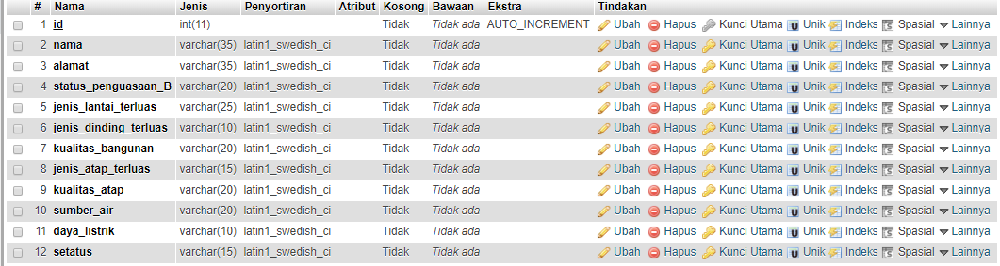 # Nama Jenis Penyortiran Atribut Kosong Bawaan Ekstra Tindakan
1 id int(11) Tidak Tidak ada AUTO_INCREMENT Ubah Hapus Kunci Utama Unik Indeks Spasial Lainnya
2 nama varchar(35) latin1_swedish_ci Tidak Tidak ada Ubah Hapus Kunci Utama Unik Indeks Spasial Lainnya
3 alamat varchar(35) latin1_swedish_ci Tidak Tidak ada Ubah Hapus Kunci Utama Unik Indeks Spasial Lainnya
4 status_penguasaan_B varchar(20) latin1_swedish_ci Tidak Tidak ada Ubah Hapus Kunci Utama Unik Indeks Spasial Lainnya
5 jenis_lantai_terluas varchar(25) latin1_swedish_ci Tidak Tidak ada Ubah Hapus Kunci Utama Unik Indeks Spasial Lainnya
6 jenis_dinding_terluas varchar(10) latin1_swedish_ci Tidak Tidak ada Ubah Hapus Kunci Utama Unik Indeks Spasial Lainnya
7 kualitas_bangunan varchar(20) latin1_swedish_ci Tidak Tidak ada Ubah Hapus Kunci Utama Unik Indeks Spasial Lainnya
8 jenis_atap_terluas varchar(15) latin1_swedish_ci Tidak Tidak ada Ubah Hapus Kunci Utama Unik Indeks Spasial Lainnya
9 kualitas_atap varchar(20) latin1_swedish_ci Tidak Tidak ada Ubah Hapus Kunci Utama Unik Indeks Spasial Lainnya
10 sumber_air varchar(20) latin1_swedish_ci Tidak Tidak ada Ubah Hapus Kunci Utama Unik Indeks Spasial Lainnya
11 daya_listrik varchar(10) latin1_swedish_ci Tidak Tidak ada Ubah Hapus Kunci Utama Unik Indeks Spasial Lainnya
12 setatus varchar(15) latin1_swedish_ci Tidak Tidak ada Ubah Hapus Kunci Utama Unik Indeks Spasial Lainnya